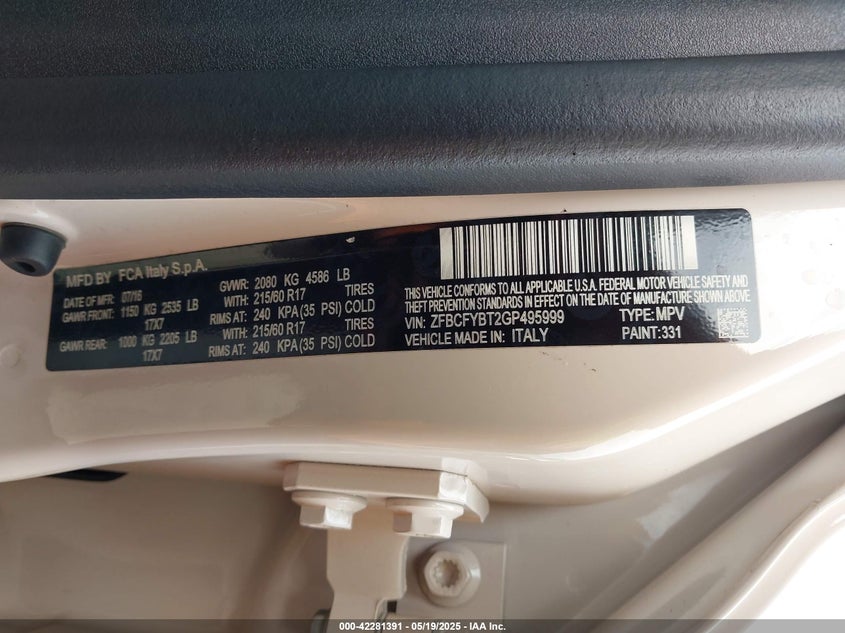 MFD BY FCA Italy S.p.A.
DATE OF MFR: 07/16 GVWR: 2080 KG 4586 LB
GAWR FRONT: 1150 KG 2535 LB WITH: 215/60 R17 TIRES
17X7 RIMS AT: 240 KPA(35 PSI) COLD
GAWR REAR: 1000 KG 2205 LB WITH: 215/60 R17 TIRES
17X7 RIMS AT: 240 KPA(35 PSI) COLD
THIS VEHICLE CONFORMS TO ALL APPLICABLE U.S.A. FEDERAL MOTOR VEHICLE SAFETY AND
THEFT PREVENTION STANDARDS IN EFFECT ON THE DATE OF MANUFACTURE SHOWN ABOVE.
VIN: ZFBCFYBT2GP495999 TYPE: MPV
VEHICLE MADE IN: ITALY PAINT: 331
000-42281391 - 05/19/2025 - IAA Inc.